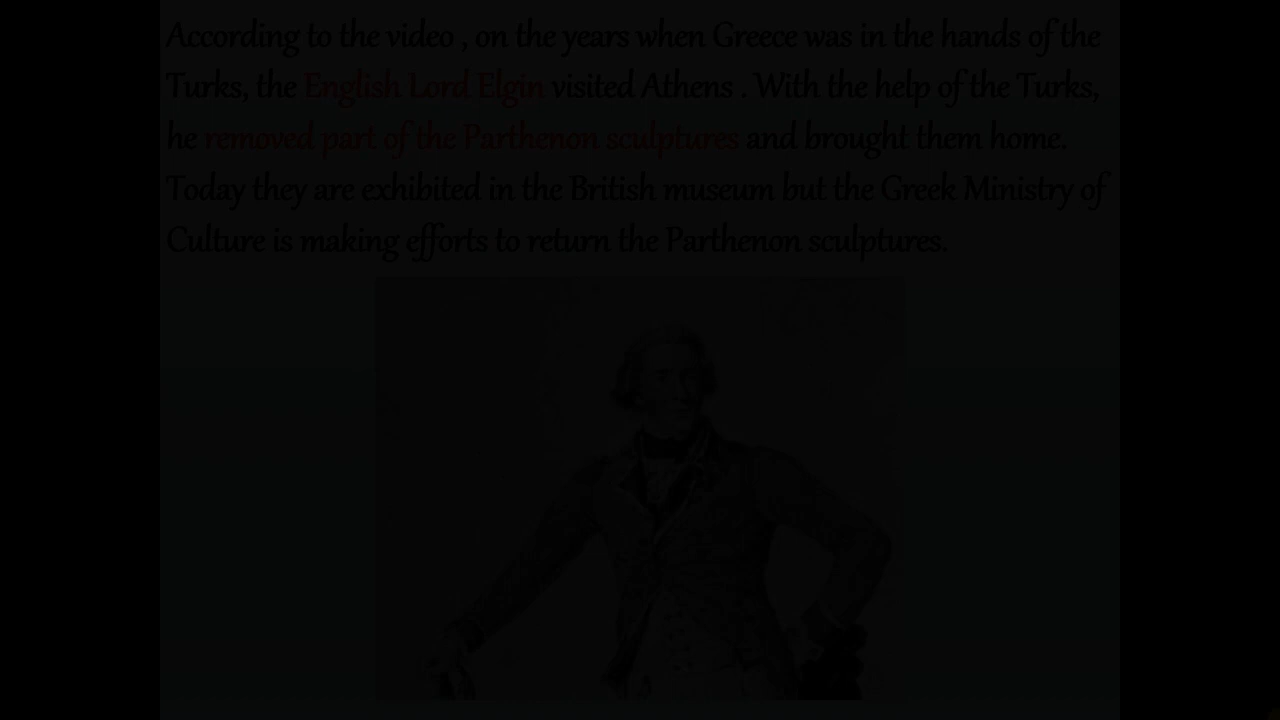 According to the video , on the years when Greece was in the hands of the
Turks, the English Lord Elgin visited Athens . With the help of the Turks,
he removed part of the Parthenon sculptures and brought them home.
Today they are exhibited in the British museum but the Greek Ministry of
Culture is making efforts to return the Parthenon sculptures.